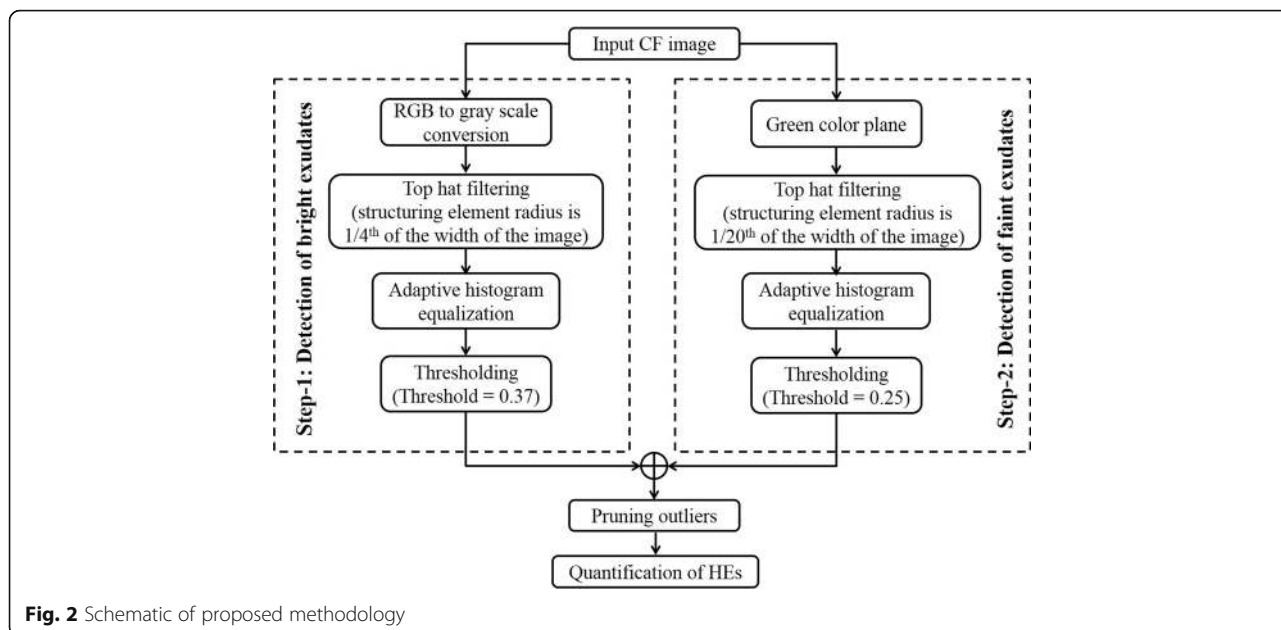 Input CF image
Step-1: Detection of bright exudates
RGB to gray scale
conversion
Top hat filtering
(structuring element radius is
1/4th of the width of the image)
Adaptive histogram
equalization
Thresholding
(Threshold = 0.37)
Green color plane
Top hat filtering
(structuring element radius is
1/20th of the width of the image)
Adaptive histogram
equalization
Thresholding
(Threshold = 0.25)
Step-2: Detection of faint exudates
Pruning outliers
Quantification of HEs
Fig. 2 Schematic of proposed methodology